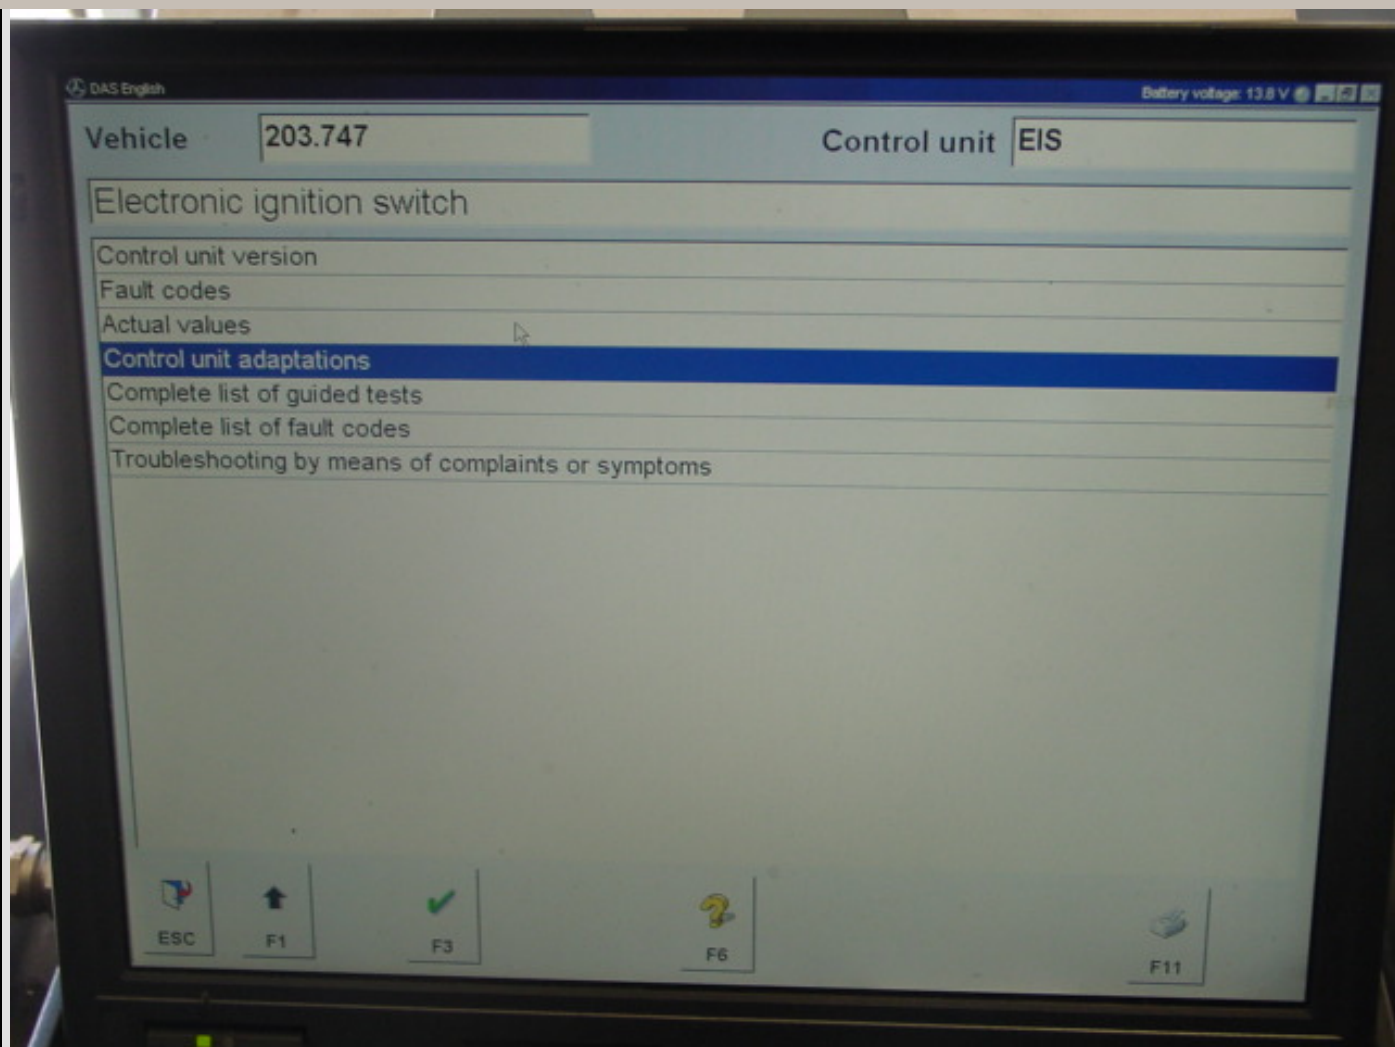 DAS English
Battery voltage: 13.8 V
Vehicle 203.747 Control unit EIS
Electronic ignition switch
Control unit version
Fault codes
Actual values
Control unit adaptations
Complete list of guided tests
Complete list of fault codes
Troubleshooting by means of complaints or symptoms
ESC F1 F3 F6 F11